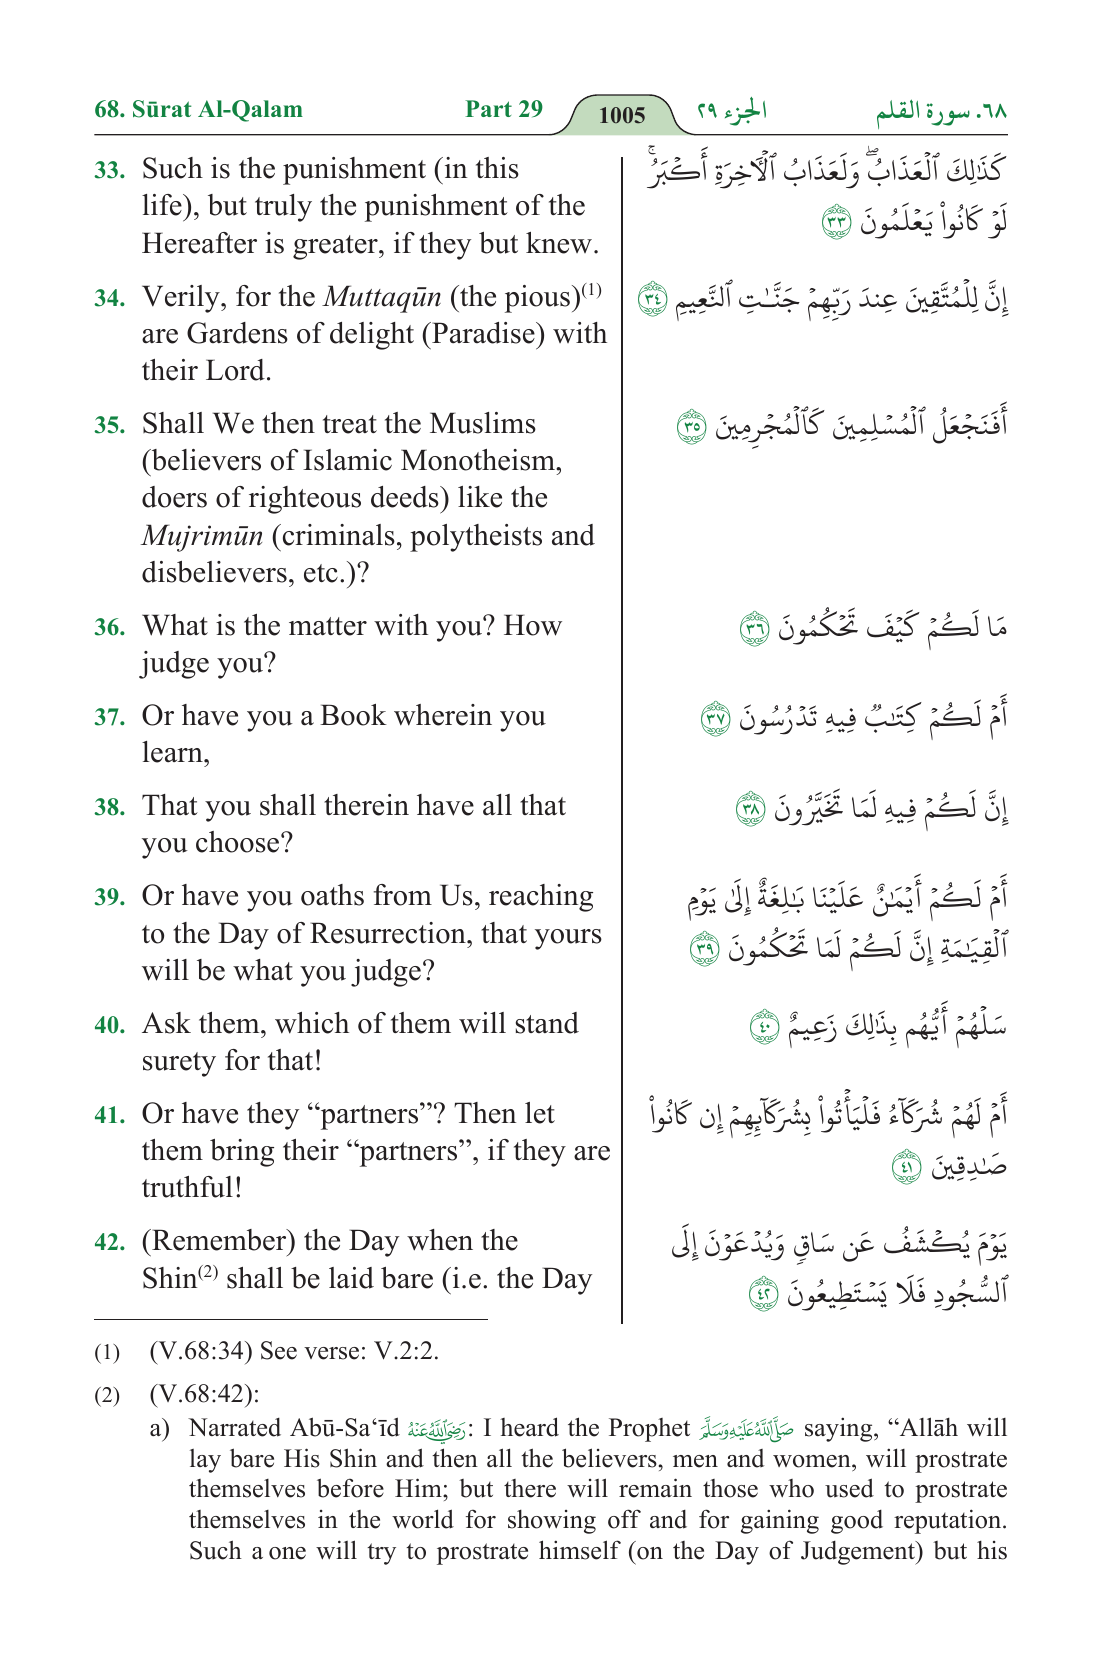 68. Sūrat Al-Qalam Part 29 1005 الجزء ٢٩ ٦٨. سورة القلم
33. Such is the punishment (in this
life), but truly the punishment of the
Hereafter is greater, if they but knew.
كَذَٰلِكَ ٱلْعَذَابُ ۖ وَلَعَذَابُ ٱلْـَٔاخِرَةِ أَكْبَرُ ۚ
لَوْ كَانُوا۟ يَعْلَمُونَ ٣٣
34. Verily, for the Muttaqūn (the pious)(1)
are Gardens of delight (Paradise) with
their Lord.
إِنَّ لِلْمُتَّقِينَ عِندَ رَبِّهِمْ جَنَّـٰتِ ٱلنَّعِيمِ ٣٤
35. Shall We then treat the Muslims
(believers of Islamic Monotheism,
doers of righteous deeds) like the
Mujrimūn (criminals, polytheists and
disbelievers, etc.)?
أَفَنَجْعَلُ ٱلْمُسْلِمِينَ كَٱلْمُجْرِمِينَ ٣٥
36. What is the matter with you? How
judge you?
مَا لَكُمْ كَيْفَ تَحْكُمُونَ ٣٦
37. Or have you a Book wherein you
learn,
أَمْ لَكُمْ كِتَـٰبٌ فِيهِ تَدْرُسُونَ ٣٧
38. That you shall therein have all that
you choose?
إِنَّ لَكُمْ فِيهِ لَمَا تَخَيَّرُونَ ٣٨
39. Or have you oaths from Us, reaching
to the Day of Resurrection, that yours
will be what you judge?
أَمْ لَكُمْ أَيْمَـٰنٌ عَلَيْنَا بَـٰلِغَةٌ إِلَىٰ يَوْمِ
ٱلْقِيَـٰمَةِ إِنَّ لَكُمْ لَمَا تَحْكُمُونَ ٣٩
40. Ask them, which of them will stand
surety for that!
سَلْهُمْ أَيُّهُم بِذَٰلِكَ زَعِيمٌ ٤٠
41. Or have they “partners”? Then let
them bring their “partners”, if they are
truthful!
أَمْ لَهُمْ شُرَكَآءُ فَلْيَأْتُوا۟ بِشُرَكَآئِهِمْ إِن كَانُوا۟
صَـٰدِقِينَ ٤١
42. (Remember) the Day when the
Shin(2) shall be laid bare (i.e. the Day
يَوْمَ يُكْشَفُ عَن سَاقٍ وَيُدْعَوْنَ إِلَى
ٱلسُّجُودِ فَلَا يَسْتَطِيعُونَ ٤٢
(1) (V.68:34) See verse: V.2:2.
(2) (V.68:42):
a) Narrated Abū-Sa‘īd رَضِيَ ٱللَّهُ عَنْهُ: I heard the Prophet صَلَّى ٱللَّهُ عَلَيْهِ وَسَلَّمَ saying, “Allāh will
lay bare His Shin and then all the believers, men and women, will prostrate
themselves before Him; but there will remain those who used to prostrate
themselves in the world for showing off and for gaining good reputation.
Such a one will try to prostrate himself (on the Day of Judgement) but his